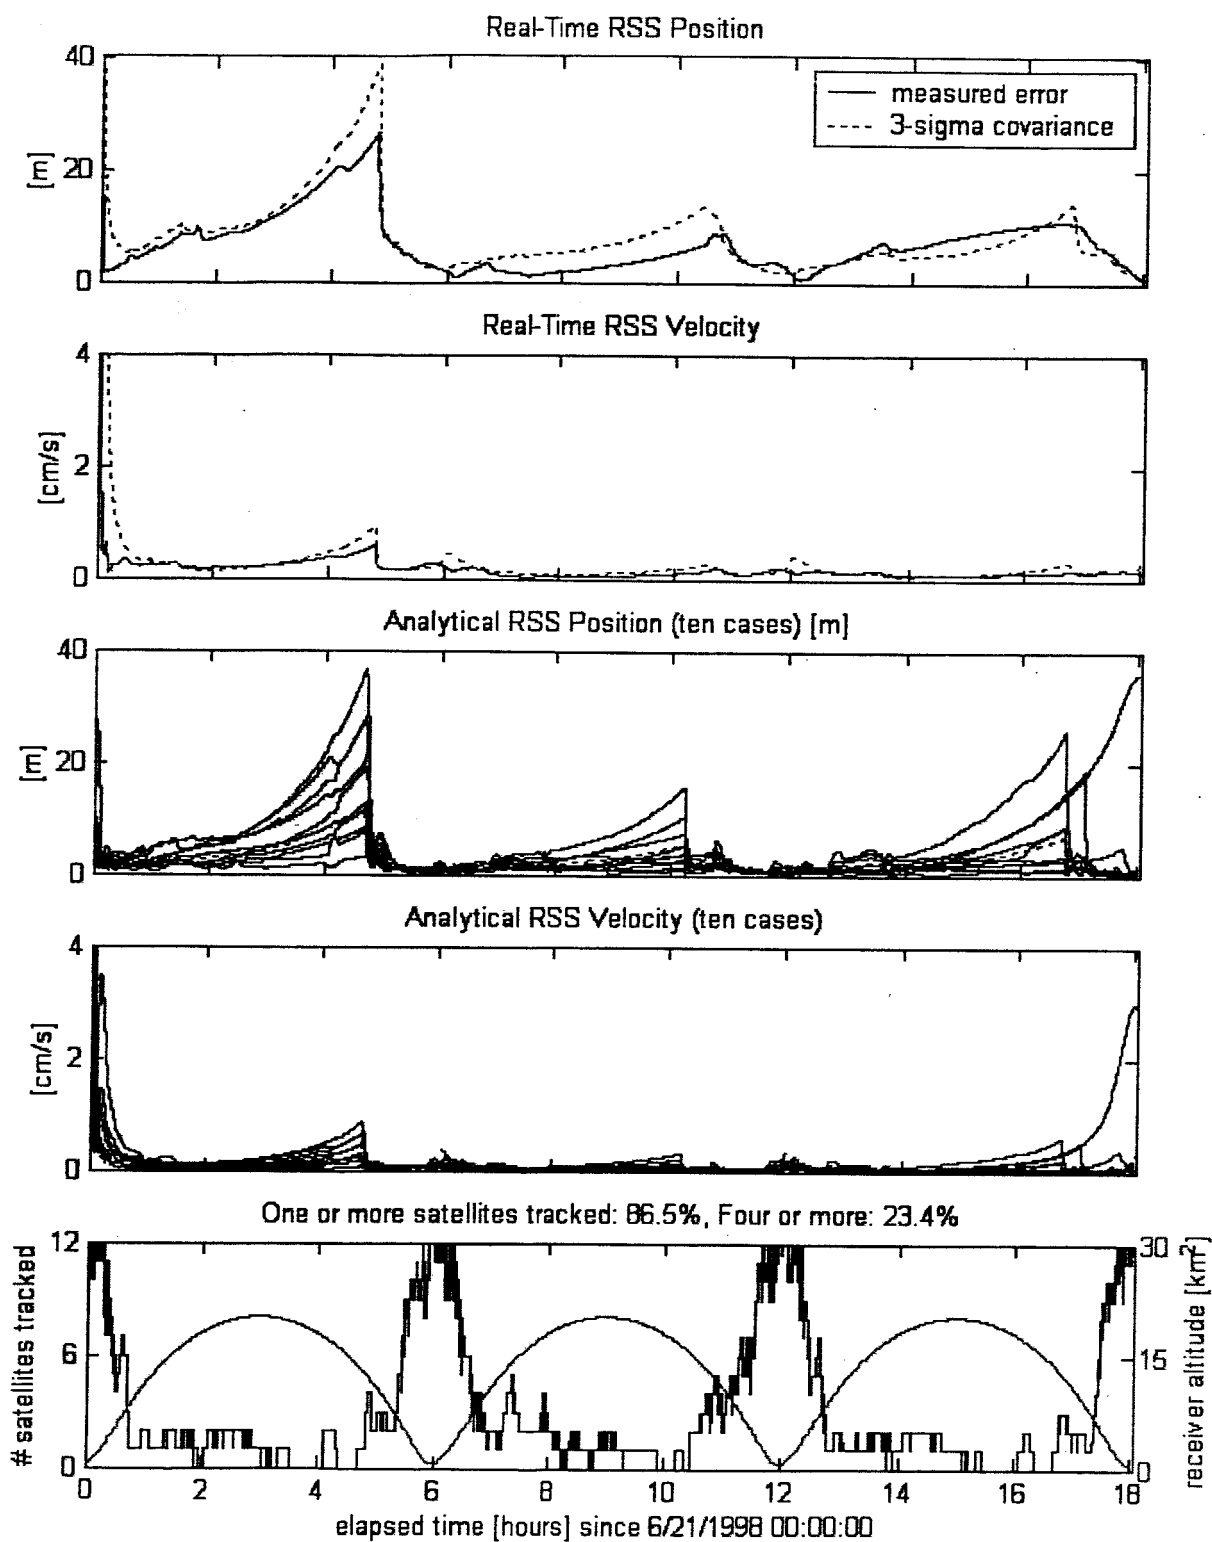 Real-Time RSS Position
40
20
0
[m]
measured error
3-sigma covariance
Real-Time RSS Velocity
4
2
0
[cm/s]
Analytical RSS Position (ten cases) [m]
40
20
0
[m]
Analytical RSS Velocity (ten cases)
4
2
0
[cm/s]
One or more satellites tracked: 86.5%, Four or more: 23.4%
12
6
0
# satellites tracked
30
15
0
receiver altitude [km²]
0 2 4 6 8 10 12 14 16 18
elapsed time [hours] since 6/21/1998 00:00:00